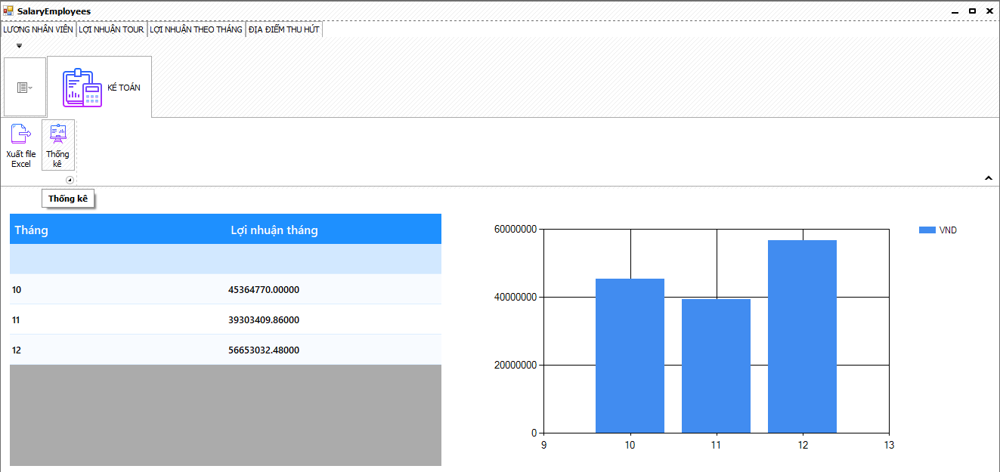 SalaryEmployees
LƯƠNG NHÂN VIÊN LỢI NHUẬN TOUR LỢI NHUẬN THEO THÁNG ĐỊA ĐIỂM THU HÚT
KẾ TOÁN
Xuất file
Excel
Thống
kê
Thống kê
Tháng Lợi nhuận tháng
10 45364770.00000
11 39303409.86000
12 56653032.48000
60000000
40000000
20000000
0
9 10 11 12 13
VND